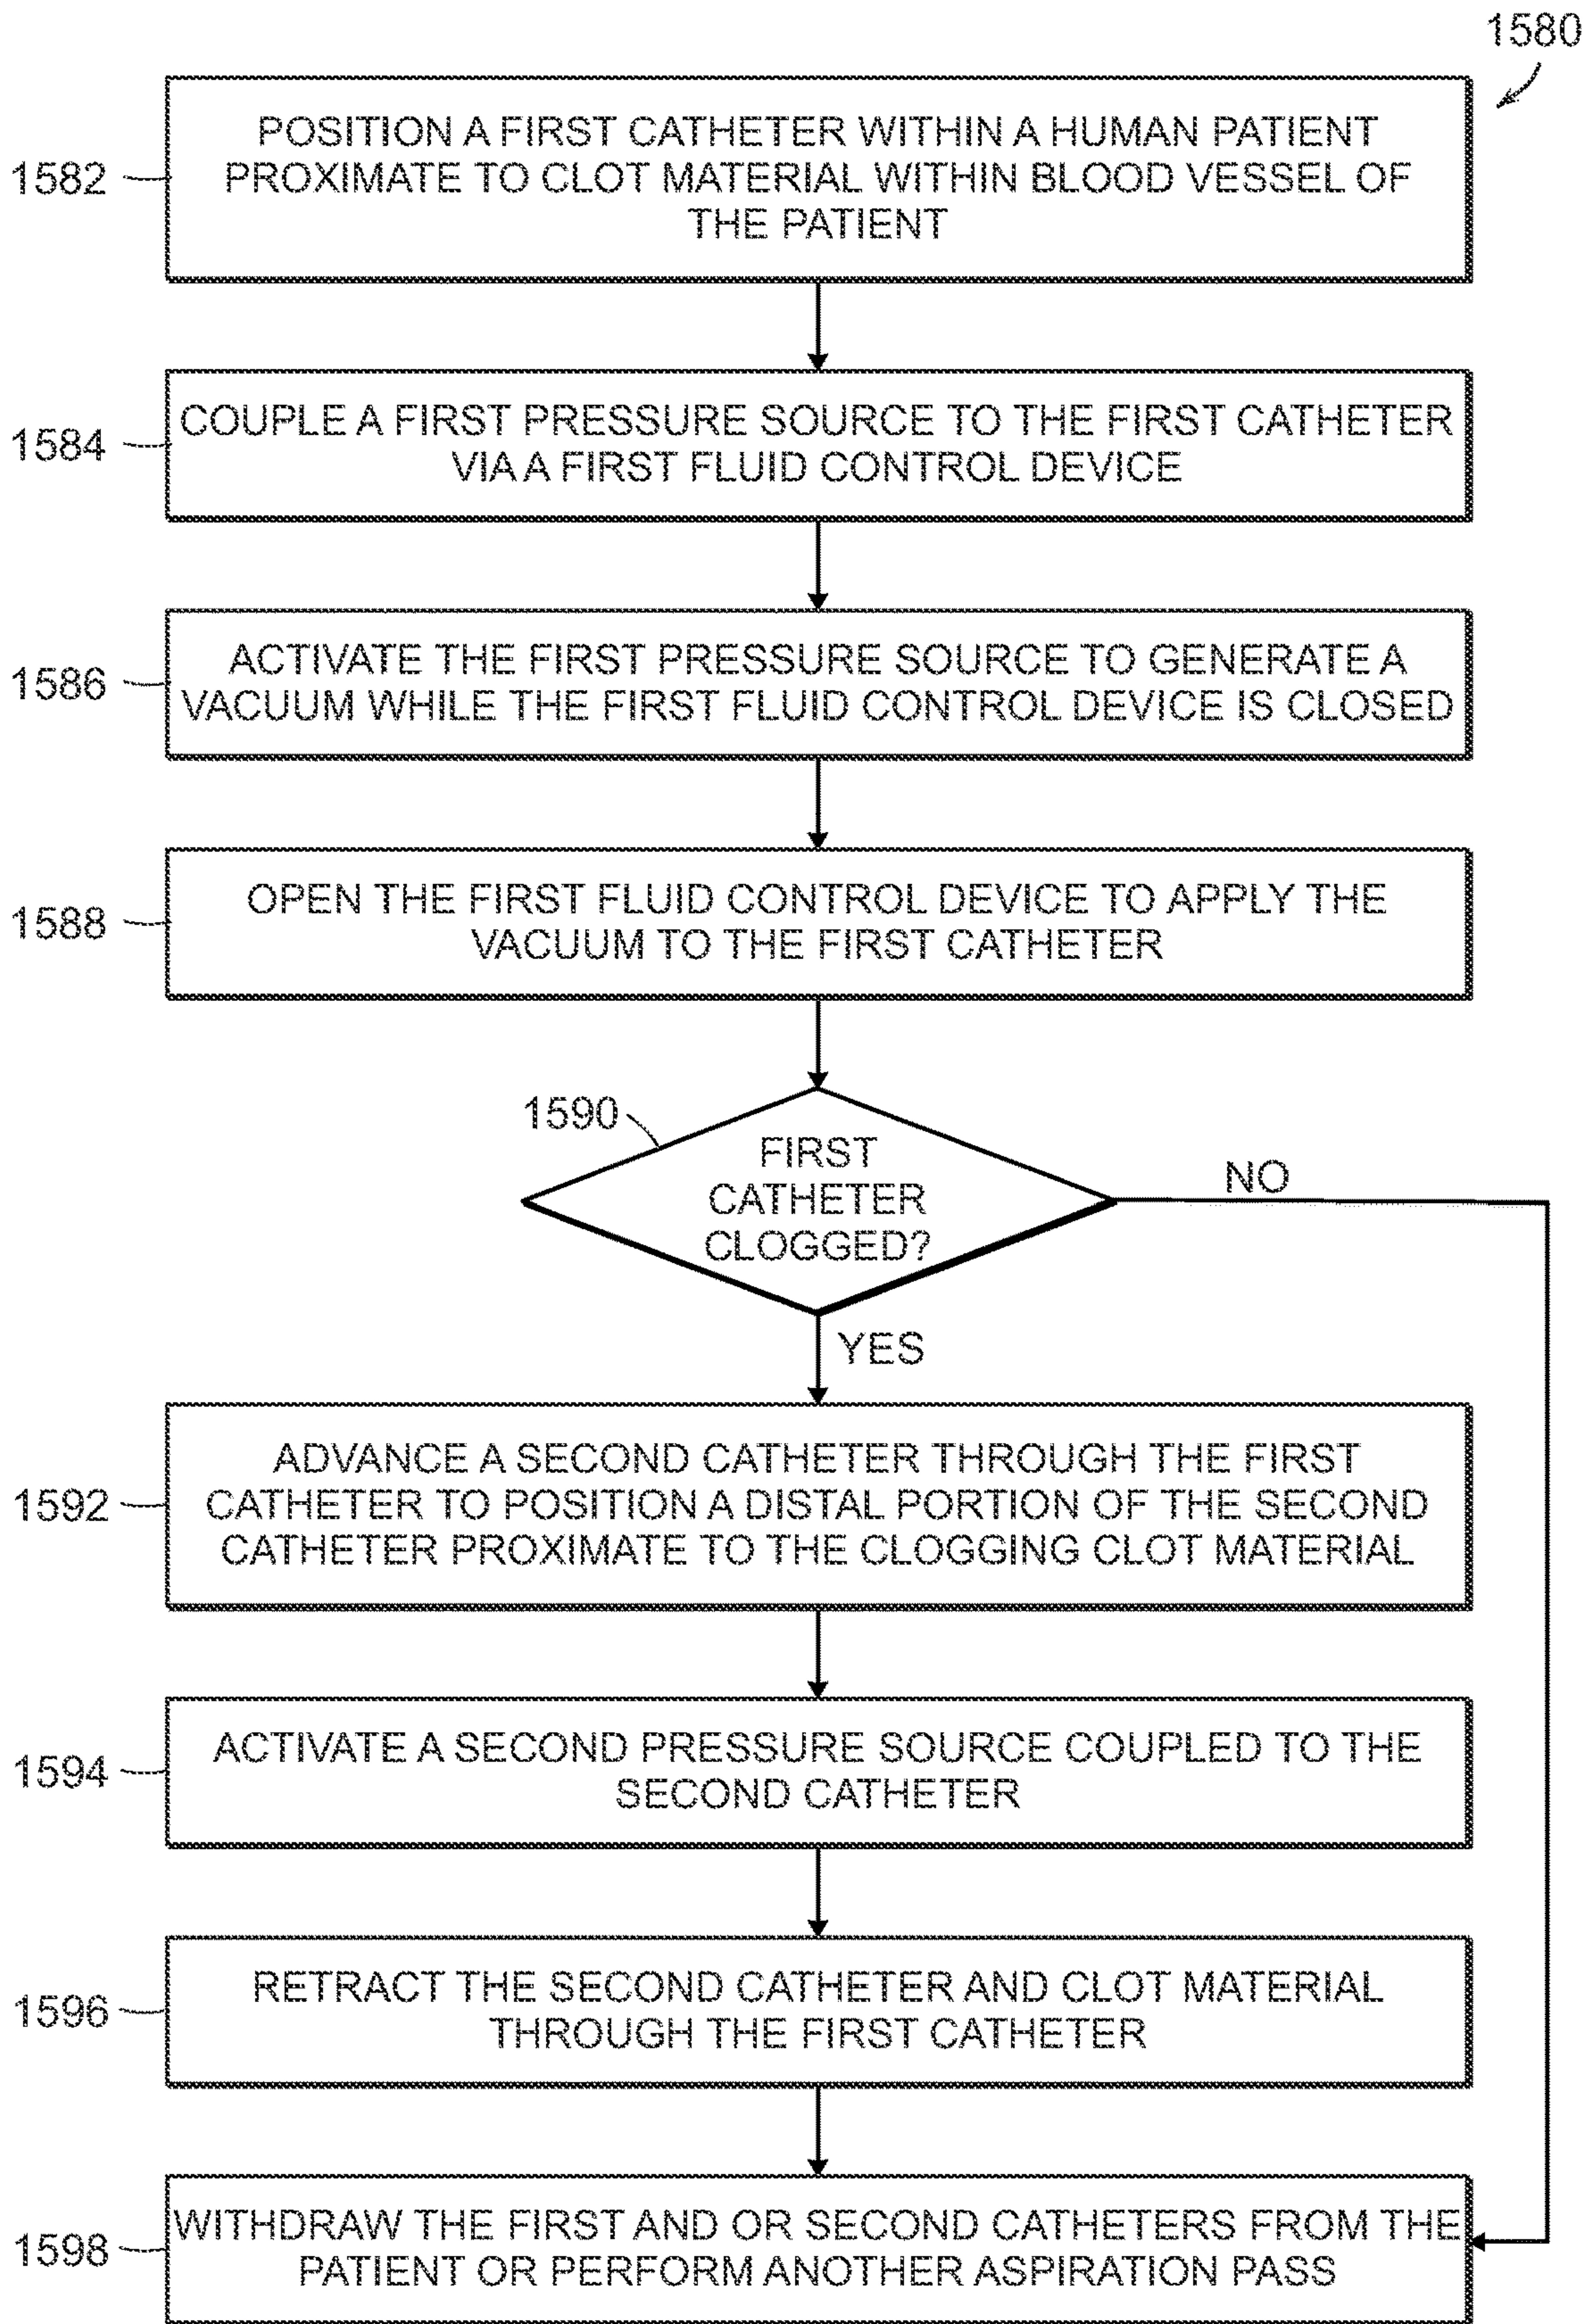 1580
1582
POSITION A FIRST CATHETER WITHIN A HUMAN PATIENT
PROXIMATE TO CLOT MATERIAL WITHIN BLOOD VESSEL OF
THE PATIENT
1584
COUPLE A FIRST PRESSURE SOURCE TO THE FIRST CATHETER
VIA A FIRST FLUID CONTROL DEVICE
1586
ACTIVATE THE FIRST PRESSURE SOURCE TO GENERATE A
VACUUM WHILE THE FIRST FLUID CONTROL DEVICE IS CLOSED
1588
OPEN THE FIRST FLUID CONTROL DEVICE TO APPLY THE
VACUUM TO THE FIRST CATHETER
1590
FIRST
CATHETER
CLOGGED?
NO
YES
1592
ADVANCE A SECOND CATHETER THROUGH THE FIRST
CATHETER TO POSITION A DISTAL PORTION OF THE SECOND
CATHETER PROXIMATE TO THE CLOGGING CLOT MATERIAL
1594
ACTIVATE A SECOND PRESSURE SOURCE COUPLED TO THE
SECOND CATHETER
1596
RETRACT THE SECOND CATHETER AND CLOT MATERIAL
THROUGH THE FIRST CATHETER
1598
WITHDRAW THE FIRST AND OR SECOND CATHETERS FROM THE
PATIENT OR PERFORM ANOTHER ASPIRATION PASS